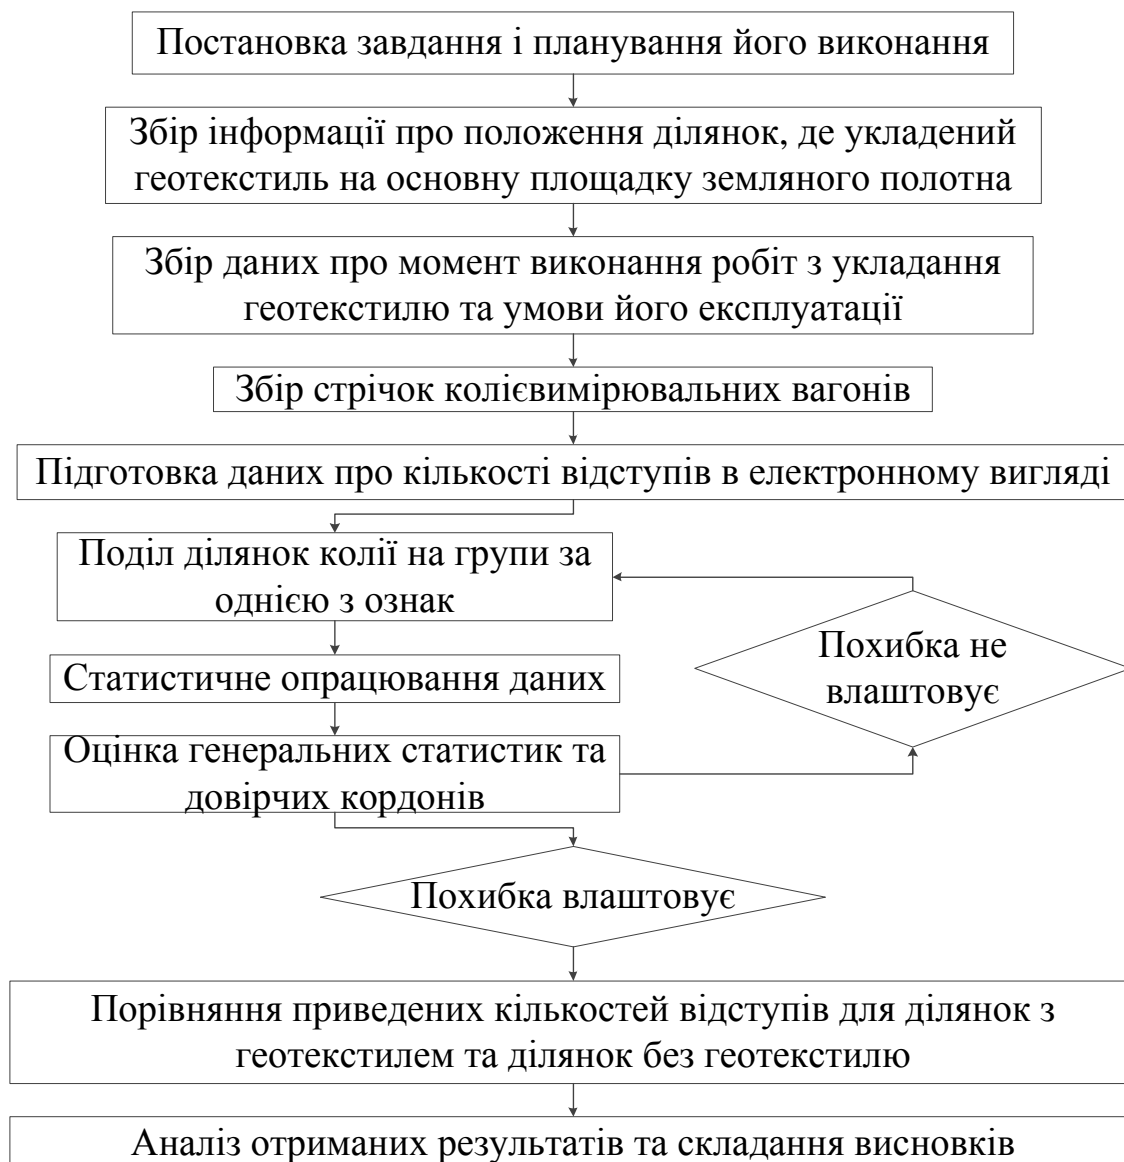 Постановка завдання і планування його виконання
Збір інформації про положення ділянок, де укладений
геотекстиль на основну площадку земляного полотна
Збір даних про момент виконання робіт з укладання
геотекстилю та умови його експлуатації
Збір стрічок колієвимірювальних вагонів
Підготовка даних про кількості відступів в електронному вигляді
Поділ ділянок колії на групи за
однією з ознак
Похибка не
влаштовує
Статистичне опрацювання даних
Оцінка генеральних статистик та
довірчих кордонів
Похибка влаштовує
Порівняння приведених кількостей відступів для ділянок з
геотекстилем та ділянок без геотекстилю
Аналіз отриманих результатів та складання висновків